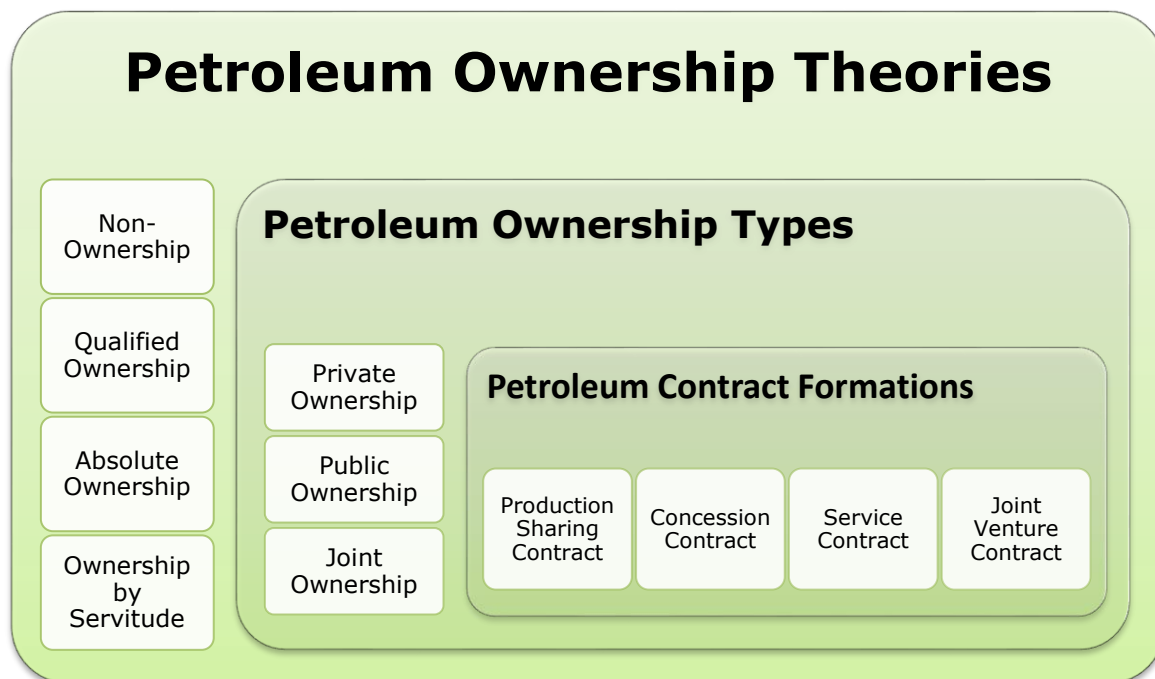 Petroleum Ownership Theories
Non-
Ownership
Qualified
Ownership
Absolute
Ownership
Ownership
by
Servitude
Petroleum Ownership Types
Private
Ownership
Public
Ownership
Joint
Ownership
Petroleum Contract Formations
Production
Sharing
Contract
Concession
Contract
Service
Contract
Joint
Venture
Contract